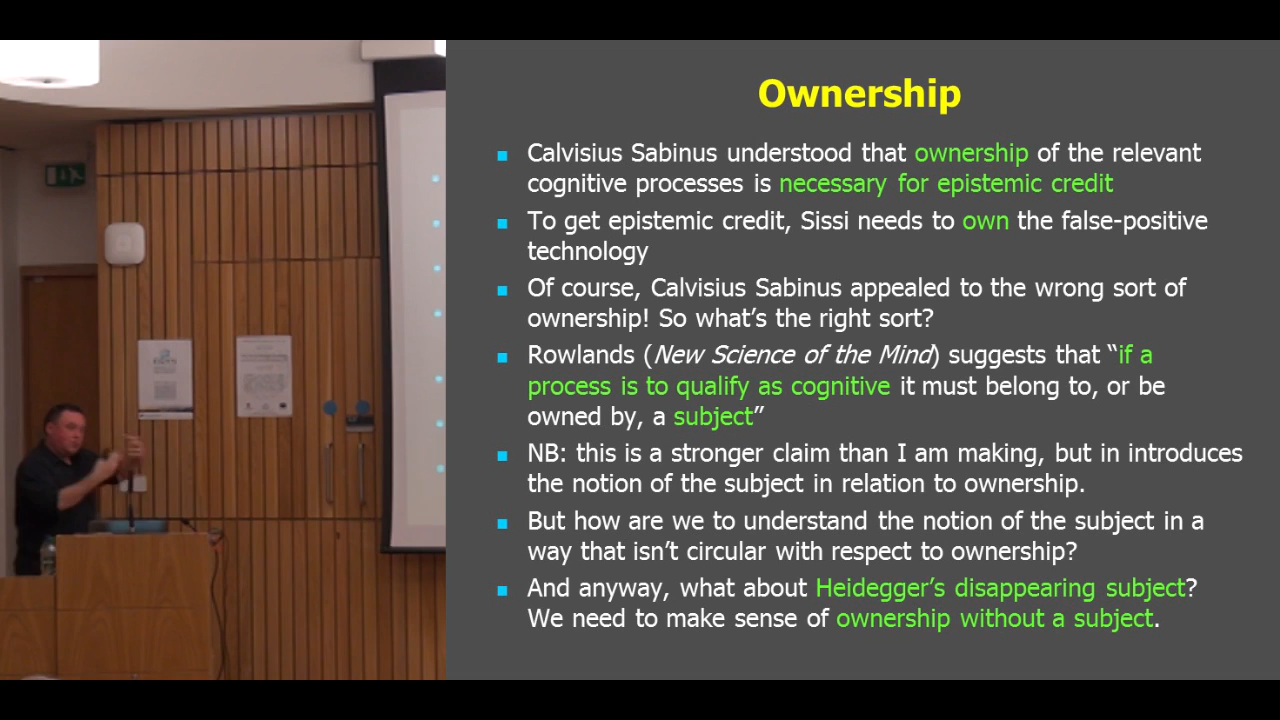 Ownership
Calvisius Sabinus understood that ownership of the relevant
cognitive processes is necessary for epistemic credit
To get epistemic credit, Sissi needs to own the false-positive
technology
Of course, Calvisius Sabinus appealed to the wrong sort of
ownership! So what's the right sort?
Rowlands (New Science of the Mind) suggests that “if a
process is to qualify as cognitive it must belong to, or be
owned by, a subject”
NB: this is a stronger claim than I am making, but in introduces
the notion of the subject in relation to ownership.
But how are we to understand the notion of the subject in a
way that isn't circular with respect to ownership?
And anyway, what about Heidegger's disappearing subject?
We need to make sense of ownership without a subject.